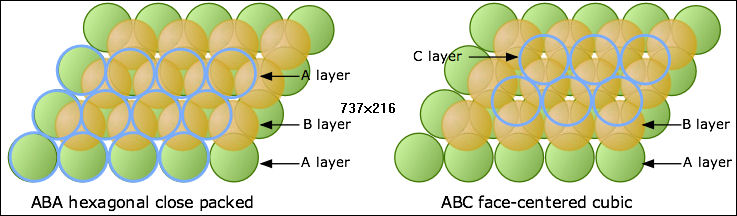 C layer
A layer
737x216
B layer
B layer
A layer
A layer
ABA hexagonal close packed
ABC face-centered cubic